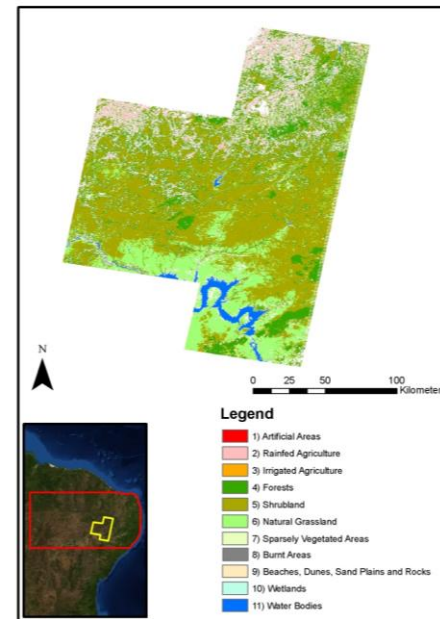 N
0 25 50 100
Kilometer
Legend
1) Artificial Areas
2) Rainfed Agriculture
3) Irrigated Agriculture
4) Forests
5) Shrubland
6) Natural Grassland
7) Sparsely Vegetated Areas
8) Burnt Areas
9) Beaches, Dunes, Sand Plains and Rocks
10) Wetlands
11) Water Bodies